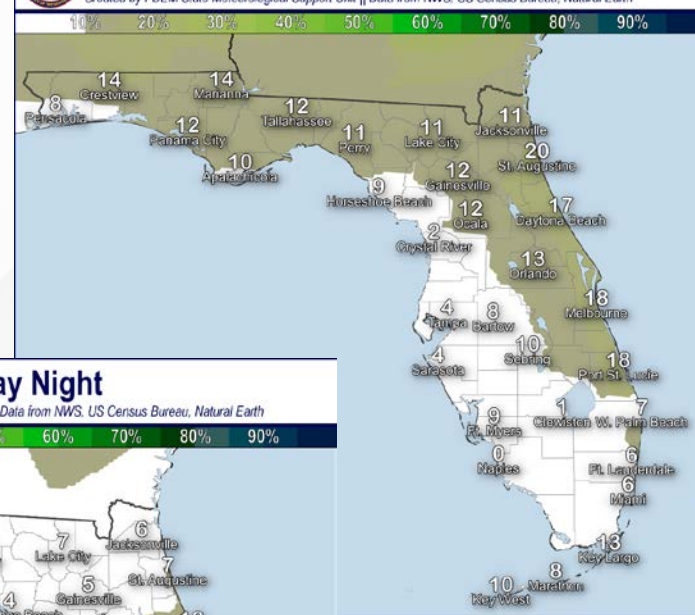 Created by FDEM State Meteorological Support Unit || Data from NWS, US Census Bureau, Natural Earth
10% 20% 30% 40% 50% 60% 70% 80% 90%
14 Crestview
14 Marianna
8 Pensacola
12 Panama City
12 Tallahassee
10 Apalachicola
11 Perry
11 Lake City
11 Jacksonville
20 St. Augustine
12 Gainesville
9 Horseshoe Beach
12 Ocala
17 Daytona Beach
2 Crystal River
13 Orlando
18 Melbourne
4 Tampa
8 Bartow
10 Sebring
4 Sarasota
18 Port St. Lucie
9 Ft. Myers
1 Clewiston
7 W. Palm Beach
0 Naples
6 Ft. Lauderdale
6 Miami
13 Key Largo
8 Marathon
10 Key West
ay Night
Data from NWS, US Census Bureau, Natural Earth
60% 70% 80% 90%
7 Lake City
6 Jacksonville
7 St. Augustine
5 Gainesville
4
Beach